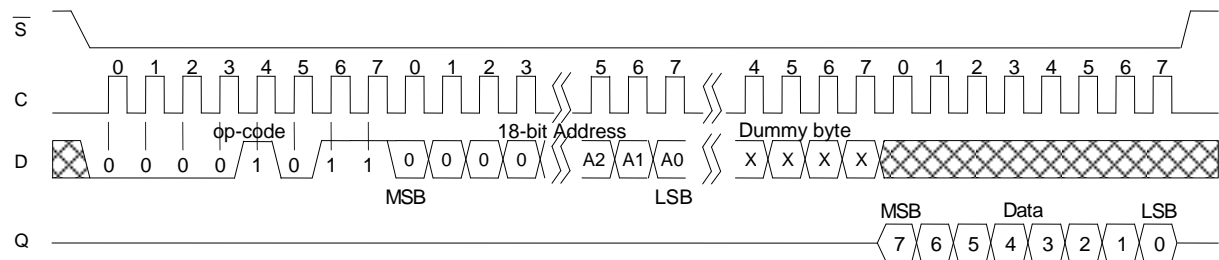 S
0 1 2 3 4 5 6 7 0 1 2 3 5 6 7 4 5 6 7 0 1 2 3 4 5 6 7
C
op-code 18-bit Address Dummy byte
D 0 0 0 0 1 0 1 1 0 0 0 0 A2 A1 A0 X X X X
MSB LSB
MSB Data LSB
Q 7 6 5 4 3 2 1 0